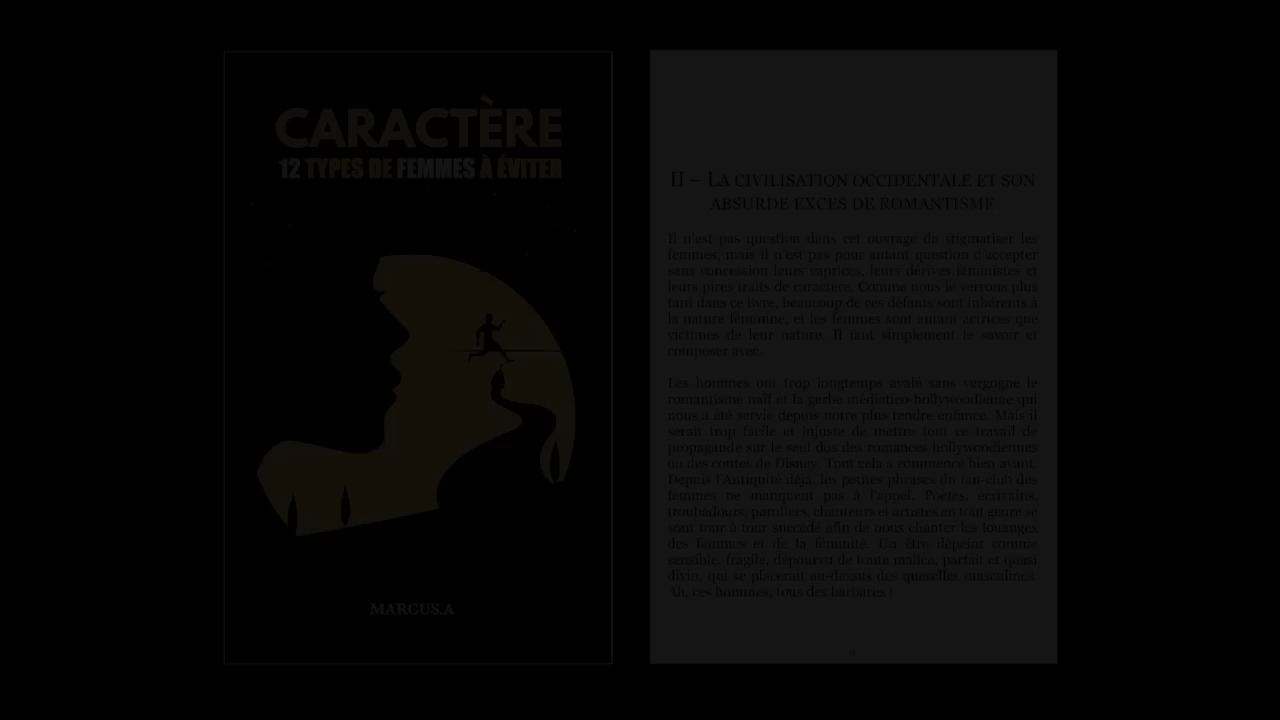 CARACTÈRE
12 TYPES DE FEMMES À ÉVITER
MARCUS.A
II – LA CIVILISATION OCCIDENTALE ET SON
ABSURDE EXCES DE ROMANTISME
Il n'est pas question dans cet ouvrage de stigmatiser les
femmes, mais il n'est pas pour autant question d'accepter
sans concession leurs caprices, leurs dérives féministes et
leurs pires traits de caractère. Comme nous le verrons plus
tard dans ce livre, beaucoup de ces défauts sont inhérents à
la nature féminine, et les femmes sont autant actrices que
victimes de leur nature. Il faut simplement le savoir et
composer avec.
Les hommes ont trop longtemps avalé sans vergogne le
romantisme naïf et la gerbe médiatico-hollywoodienne qui
nous a été servie depuis notre plus tendre enfance. Mais il
serait trop facile et injuste de mettre tout ce travail de
propagande sur le seul dos des romances hollywoodiennes
ou des contes de Disney. Tout cela a commencé bien avant.
Depuis l'Antiquité déjà, les petites phrases du fan-club des
femmes ne manquent pas à l'appel. Poètes, écrivains,
troubadours, paroliers, chanteurs et artistes en tout genre se
sont tour à tour succédé afin de nous chanter les louanges
des femmes et de la féminité. Un être dépeint comme
sensible, fragile, dépourvu de toute malice, parfait et quasi
divin, qui se placerait au-dessus des querelles masculines.
Ah, ces hommes, tous des barbares !